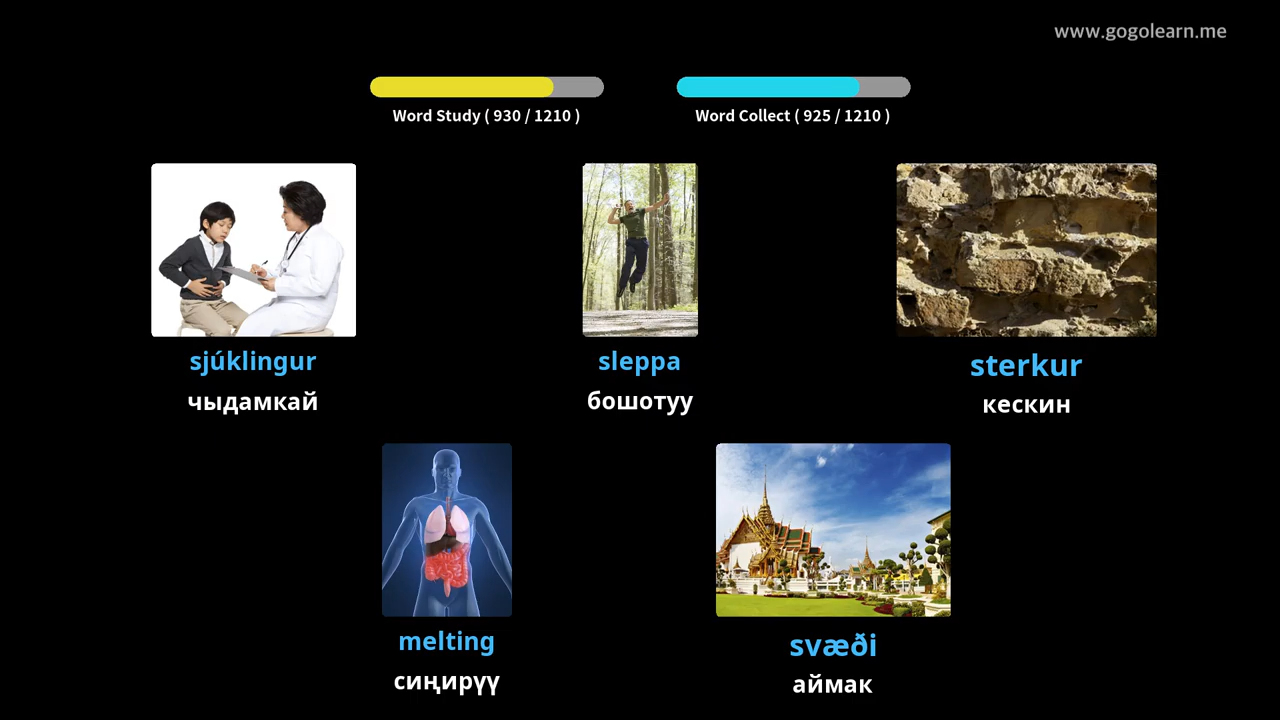 www.gogolearn.me
Word Study ( 930 / 1210 )
Word Collect ( 925 / 1210 )
sjúklingur
чыдамкай
sleppa
бошотуу
sterkur
кескин
melting
сиңирүү
svæði
аймак